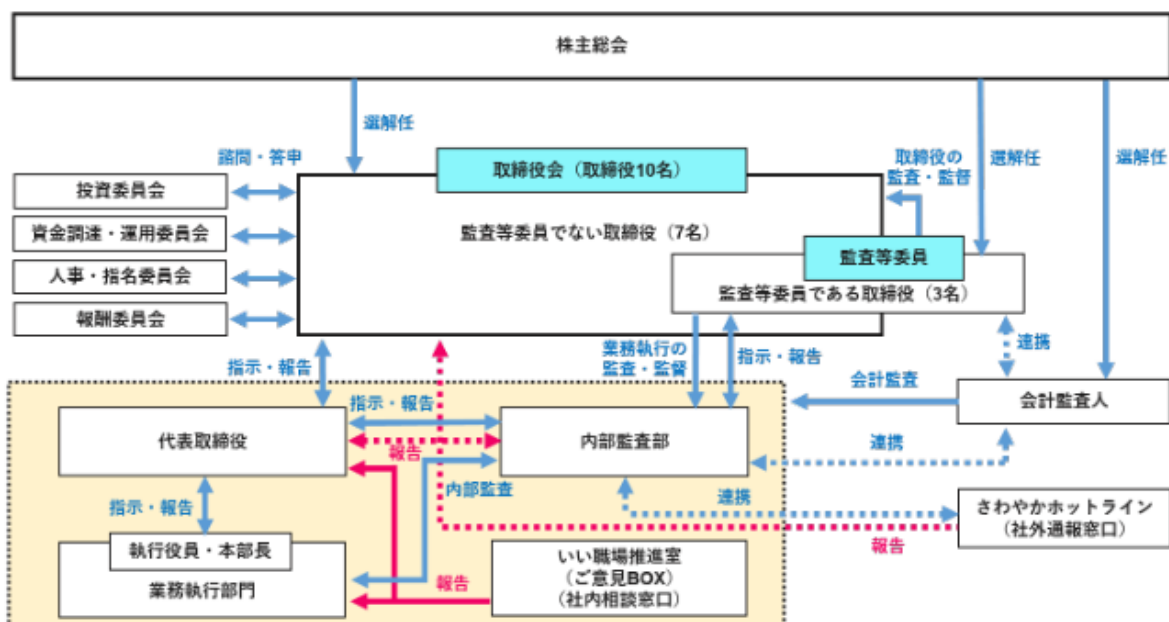 株主総会
選解任
選解任
選解任
諮問・答申
取締役会（取締役10名）
取締役の
監査・監督
投資委員会
資金調達・運用委員会
人事・指名委員会
報酬委員会
監査等委員でない取締役（7名）
監査等委員
監査等委員である取締役（3名）
指示・報告
業務執行の
監査・監督
指示・報告
連携
会計監査
会計監査人
指示・報告
代表取締役
報告
内部監査部
連携
内部監査
連携
指示・報告
さわやかホットライン
（社外通報窓口）
報告
執行役員・本部長
業務執行部門
報告
いい職場推進室
（ご意見BOX）
（社内相談窓口）